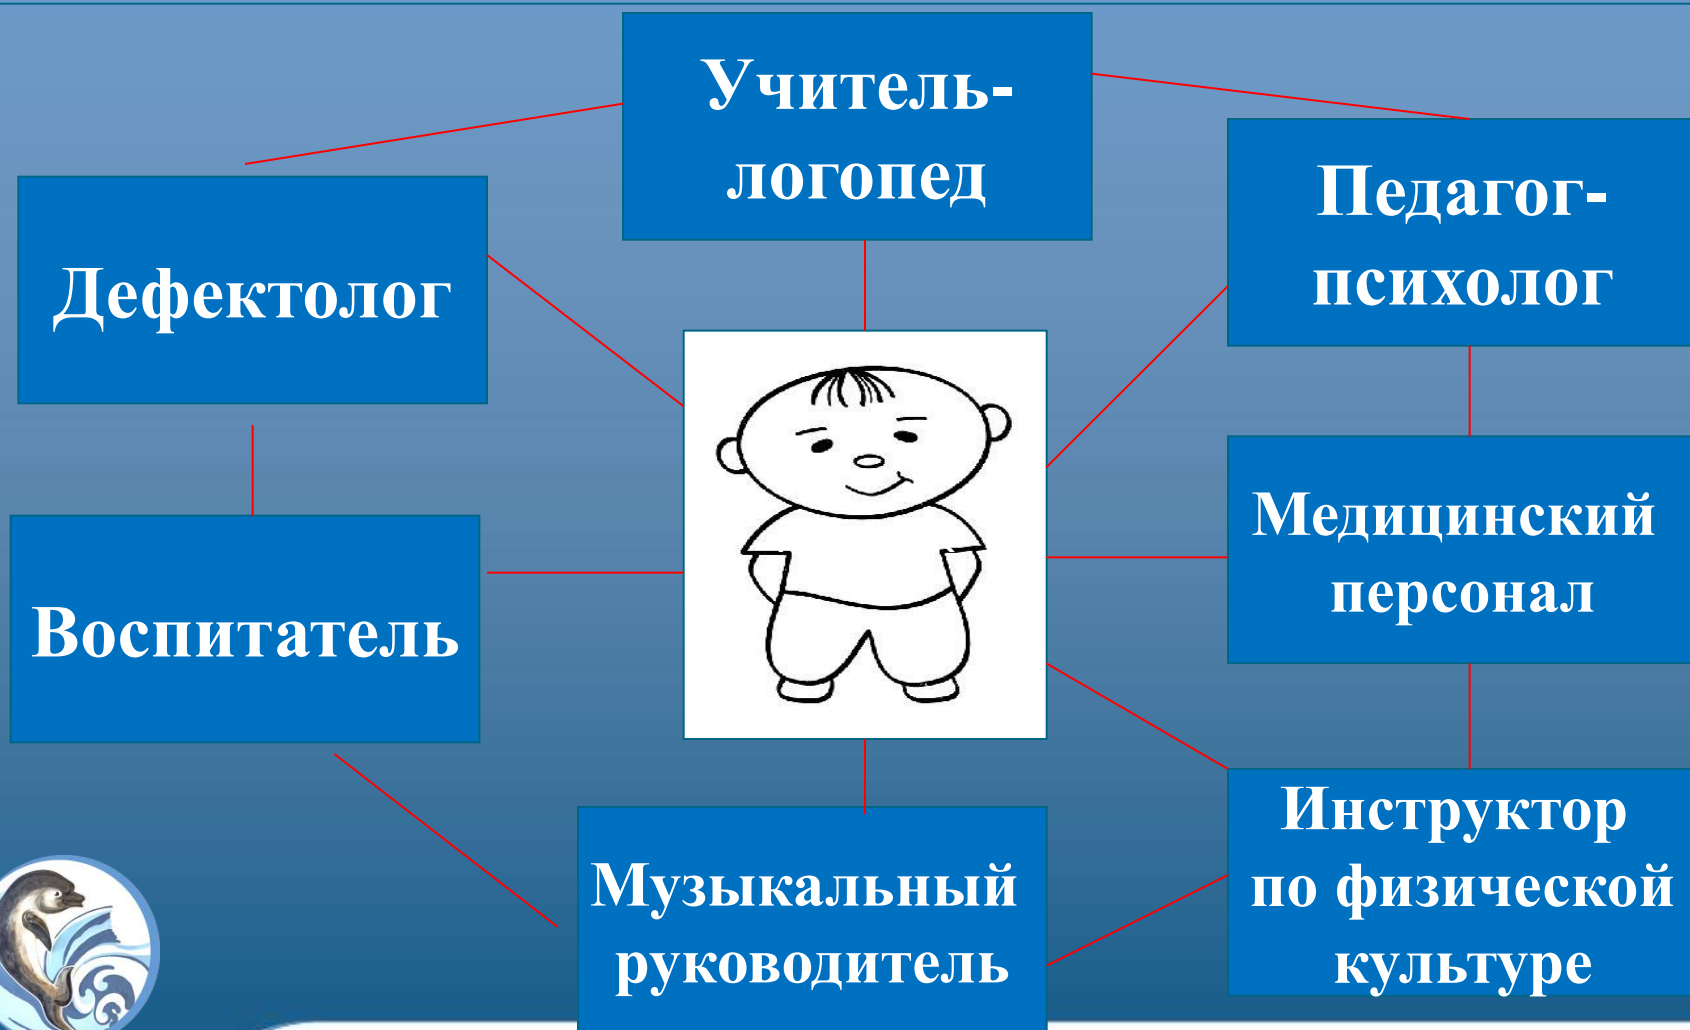 Учитель-
логопед
Педагог-
психолог
Дефектолог
Медицинский
персонал
Воспитатель
Инструктор
по физической
культуре
Музыкальный
руководитель